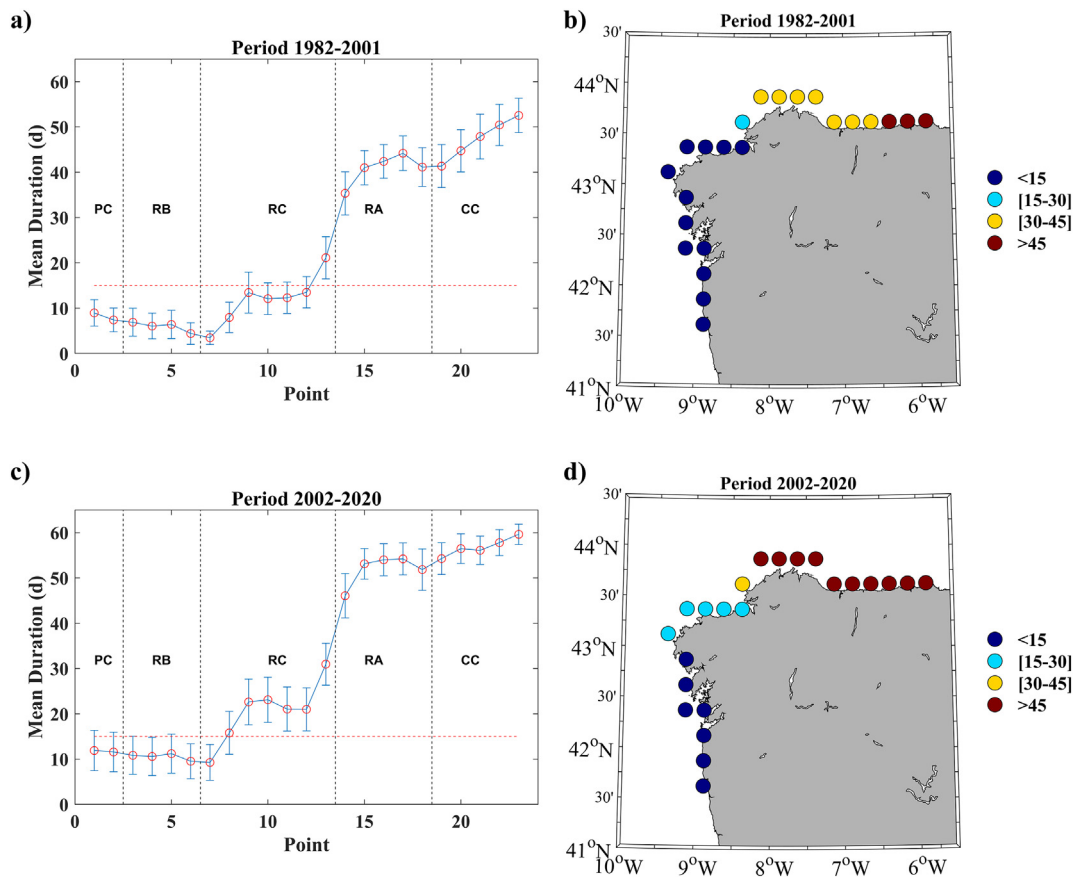 a)
Period 1982-2001
Mean Duration (d)
60
50
40
30
20
10
0
PC
RB
RC
RA
CC
0
5
10
15
20
Point
b)
Period 1982-2001
30'
44°N
30'
43°N
30'
42°N
30'
41°N
10°W
9°W
8°W
7°W
6°W
<15
[15-30]
[30-45]
>45
c)
Period 2002-2020
Mean Duration (d)
60
50
40
30
20
10
0
PC
RB
RC
RA
CC
0
5
10
15
20
Point
d)
Period 2002-2020
30'
44°N
30'
43°N
30'
42°N
30'
41°N
10°W
9°W
8°W
7°W
6°W
<15
[15-30]
[30-45]
>45